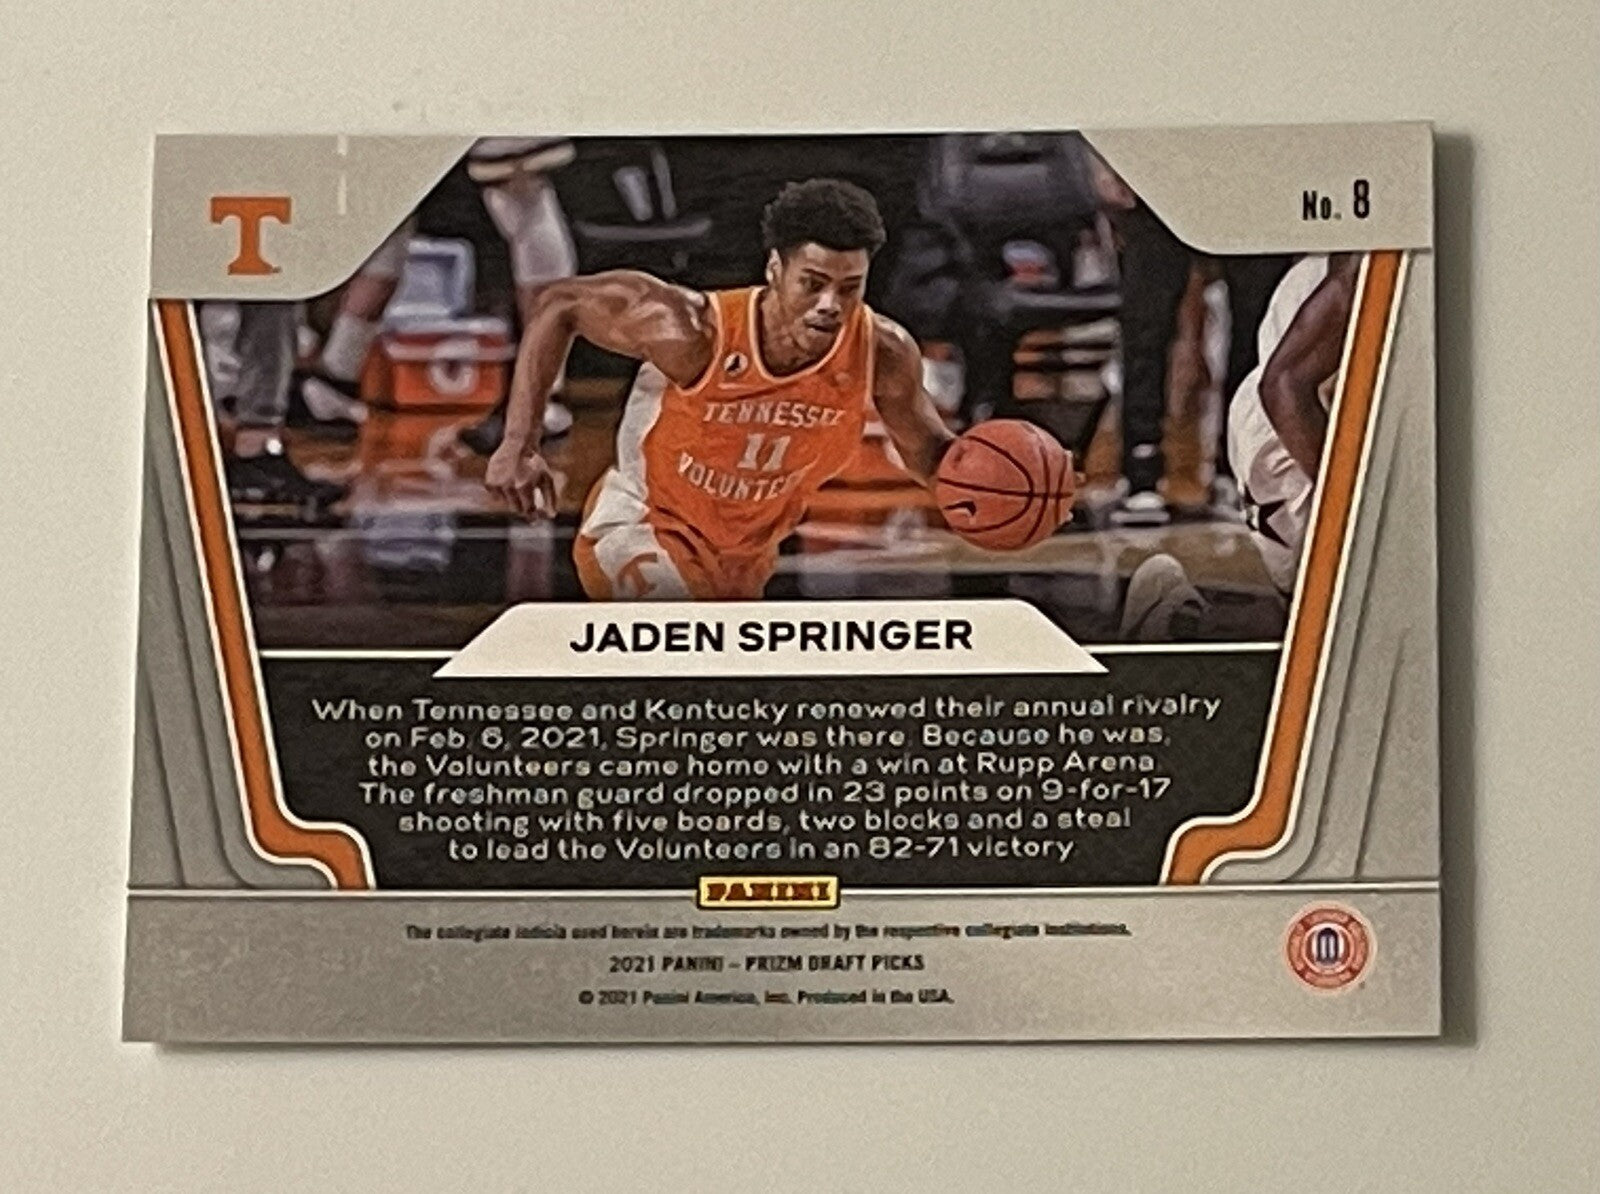 T
No. 8
TENNESSEE
11
VOLUNTEE
JADEN SPRINGER
When Tennessee and Kentucky renewed their annual rivalry
on Feb. 6, 2021, Springer was there. Because he was,
the Volunteers came home with a win at Rupp Arena.
The freshman guard dropped in 23 points on 9-for-17
shooting with five boards, two blocks and a steal
to lead the Volunteers in an 82-71 victory.
PANINI
The collegiate indicia used herein are trademarks owned by the respective collegiate institutions.
2021 PANINI – PRIZM DRAFT PICKS
© 2021 Panini America, Inc. Produced in the USA.